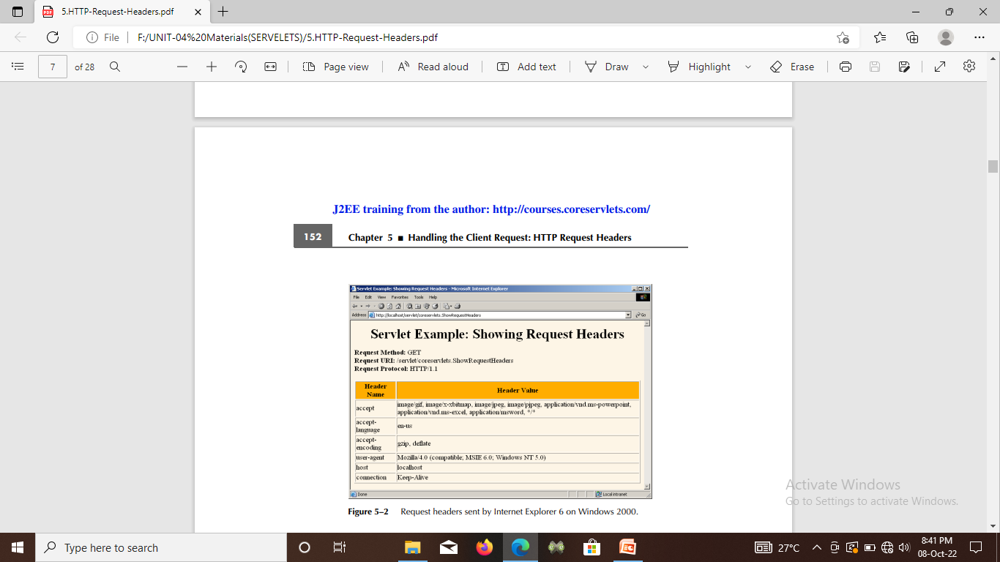 5.HTTP-Request-Headers.pdf
File F:/UNIT-04%20Materials(SERVELETS)/5.HTTP-Request-Headers.pdf
7 of 28 Page view Read aloud Add text Draw Highlight Erase
J2EE training from the author: http://courses.coreservlets.com/
152 Chapter 5 ■ Handling the Client Request: HTTP Request Headers
Servlet Example: Showing Request Headers - Microsoft Internet Explorer
File Edit View Favorites Tools Help
Address http://localhost/servlet/coreservlets.ShowRequestHeaders Go
Servlet Example: Showing Request Headers
Request Method: GET
Request URI: /servlet/coreservlets.ShowRequestHeaders
Request Protocol: HTTP/1.1
Header Name Header Value
accept image/gif, image/x-xbitmap, image/jpeg, image/pjpeg, application/vnd.ms-powerpoint,
application/vnd.ms-excel, application/msword, */*
accept-language en-us
accept-encoding gzip, deflate
user-agent Mozilla/4.0 (compatible; MSIE 6.0; Windows NT 5.0)
host localhost
connection Keep-Alive
Done Local intranet
Figure 5–2 Request headers sent by Internet Explorer 6 on Windows 2000.
Activate Windows
Go to Settings to activate Windows.
Type here to search 27°C 8:41 PM
08-Oct-22